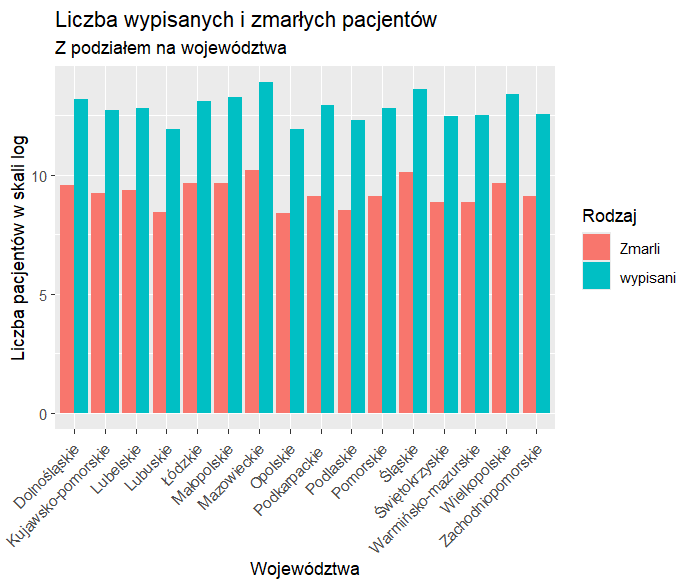 Liczba wypisanych i zmarłych pacjentów
Z podziałem na województwa
Liczba pacjentów w skali log
10
5
0
Dolnośląskie
Kujawsko-pomorskie
Lubelskie
Lubuskie
Łódzkie
Małopolskie
Mazowieckie
Opolskie
Podkarpackie
Podlaskie
Pomorskie
Śląskie
Świętokrzyskie
Warmińsko-mazurskie
Wielkopolskie
Zachodniopomorskie
Województwa
Rodzaj
Zmarli
wypisani